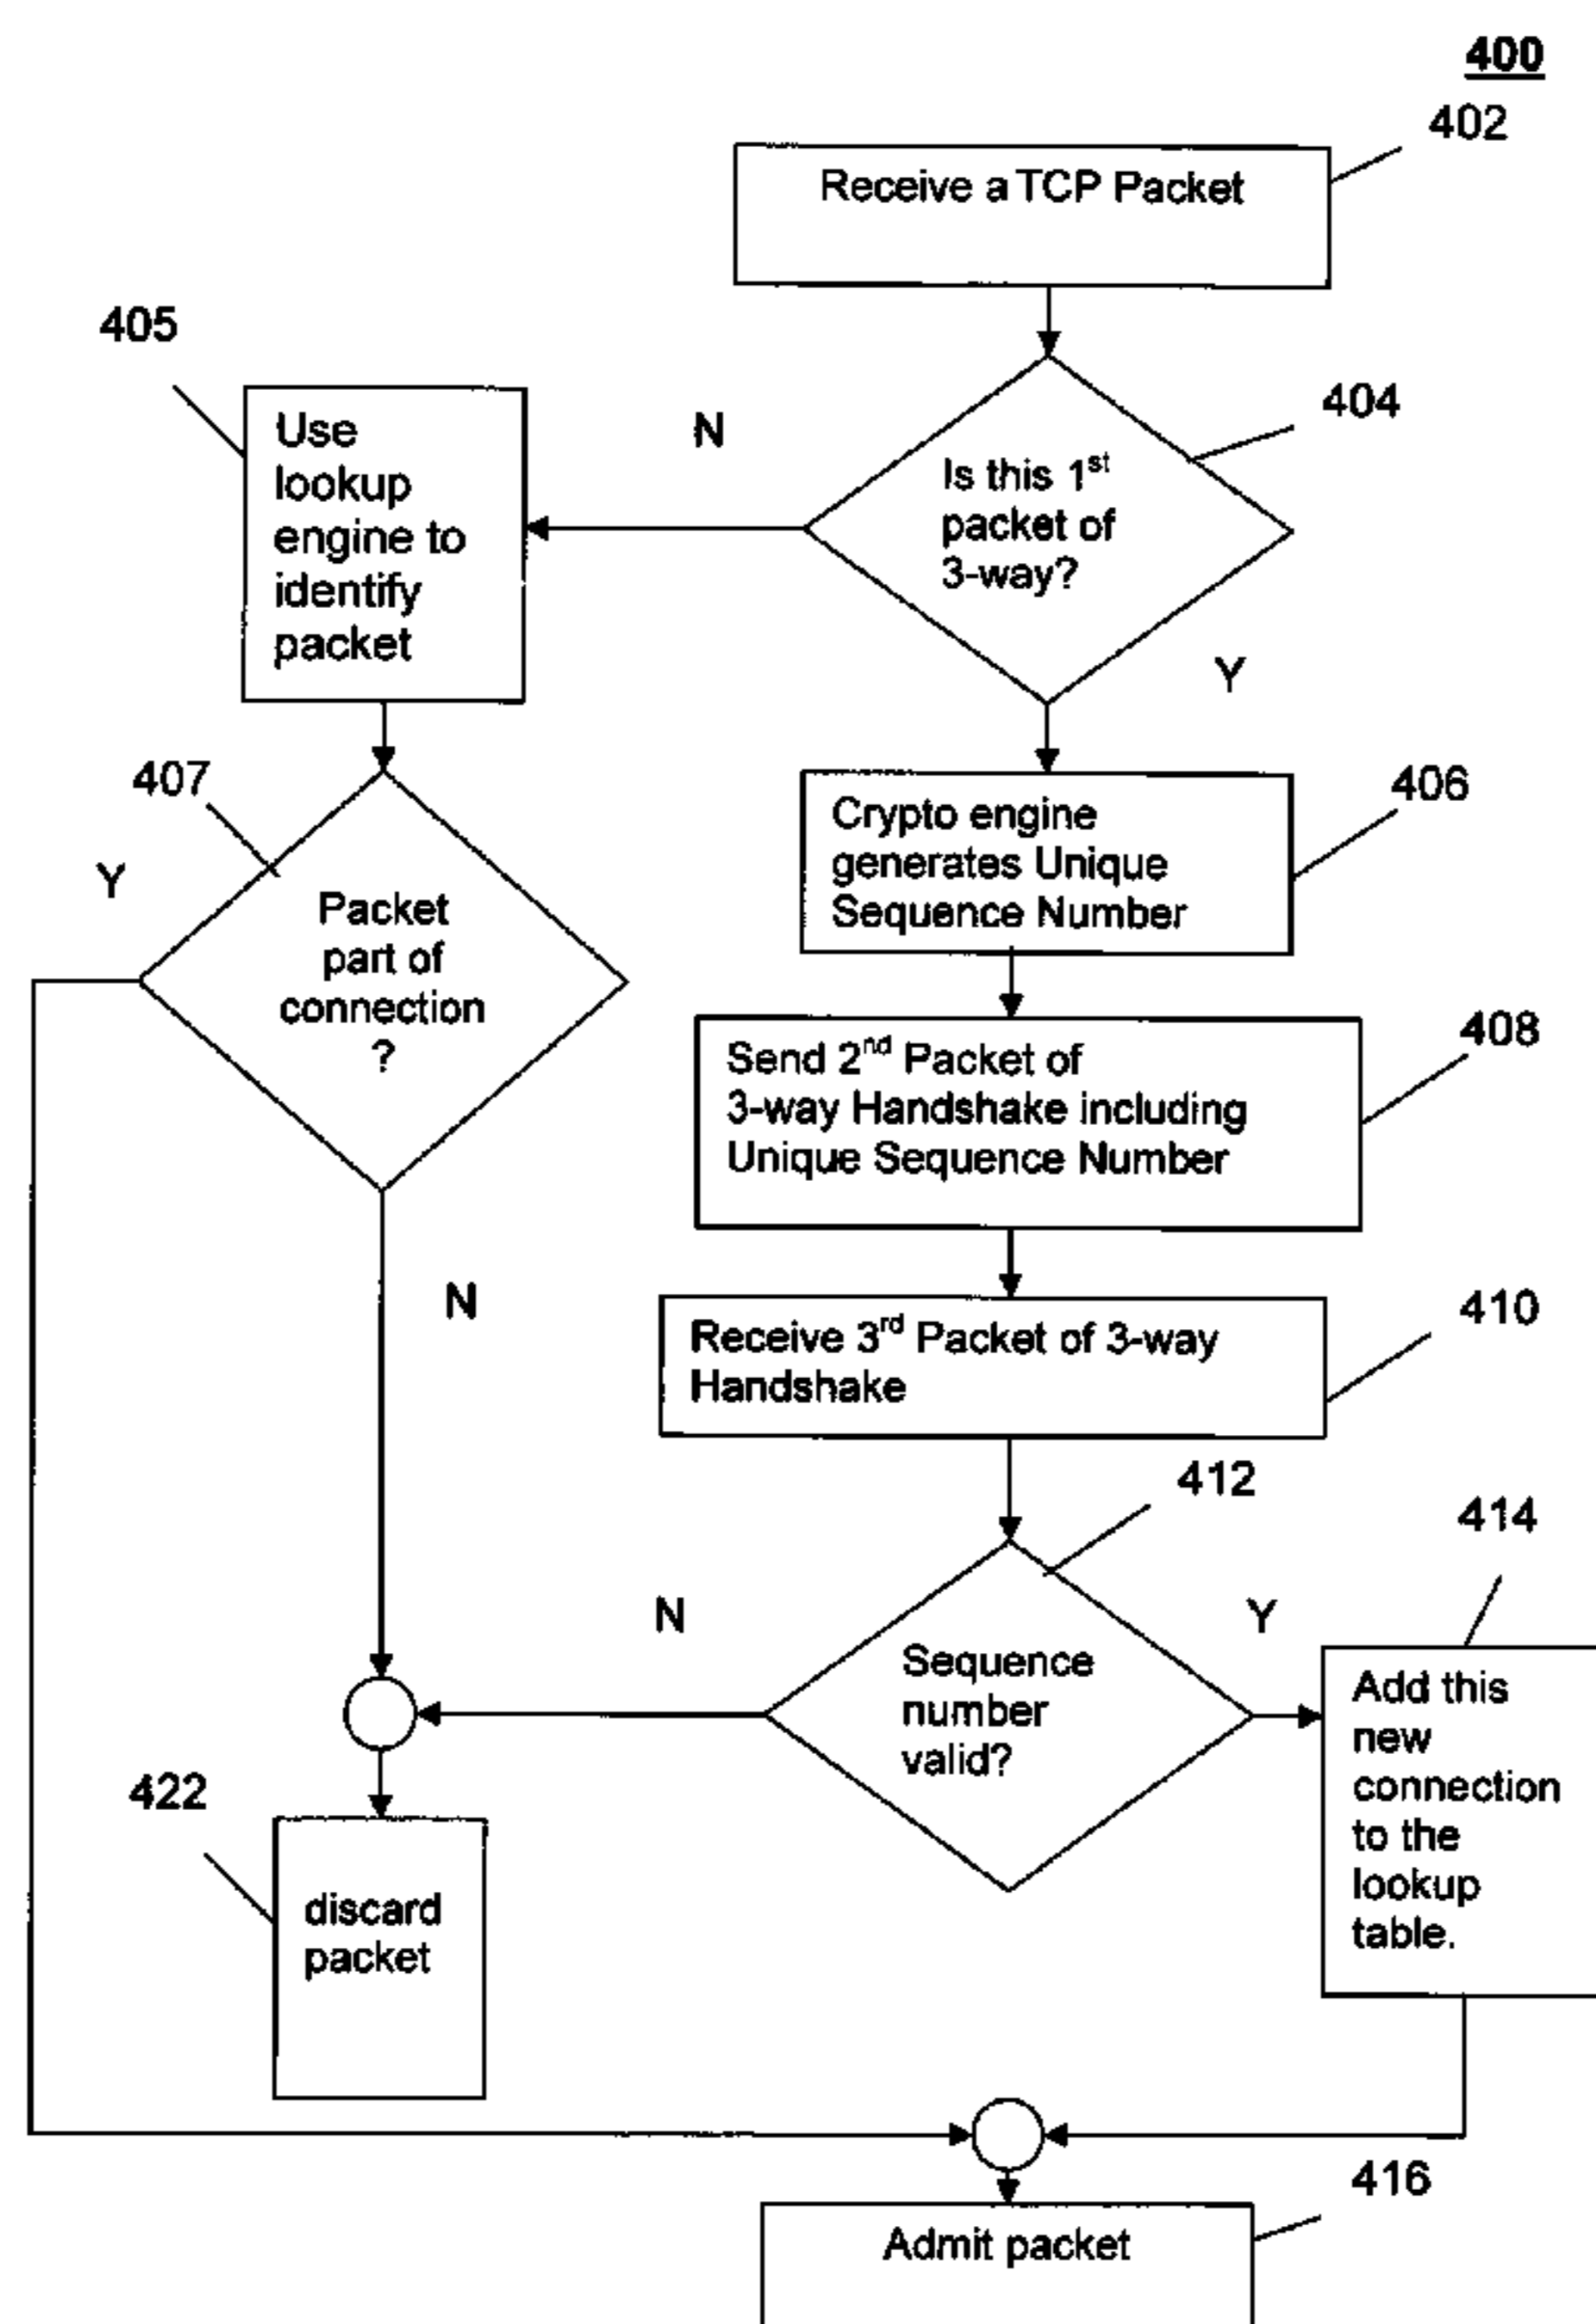 400
402
Receive a TCP Packet
405
404
Use
lookup
engine to
identify
packet
N
Is this 1st
packet of
3-way?
Y
407
Y
Packet
part of
connection
?
N
406
Crypto engine
generates Unique
Sequence Number
408
Send 2nd Packet of
3-way Handshake including
Unique Sequence Number
410
Receive 3rd Packet of 3-way
Handshake
412
414
N
Sequence
number
valid?
Y
Add this
new
connection
to the
lookup
table.
422
discard
packet
416
Admit packet